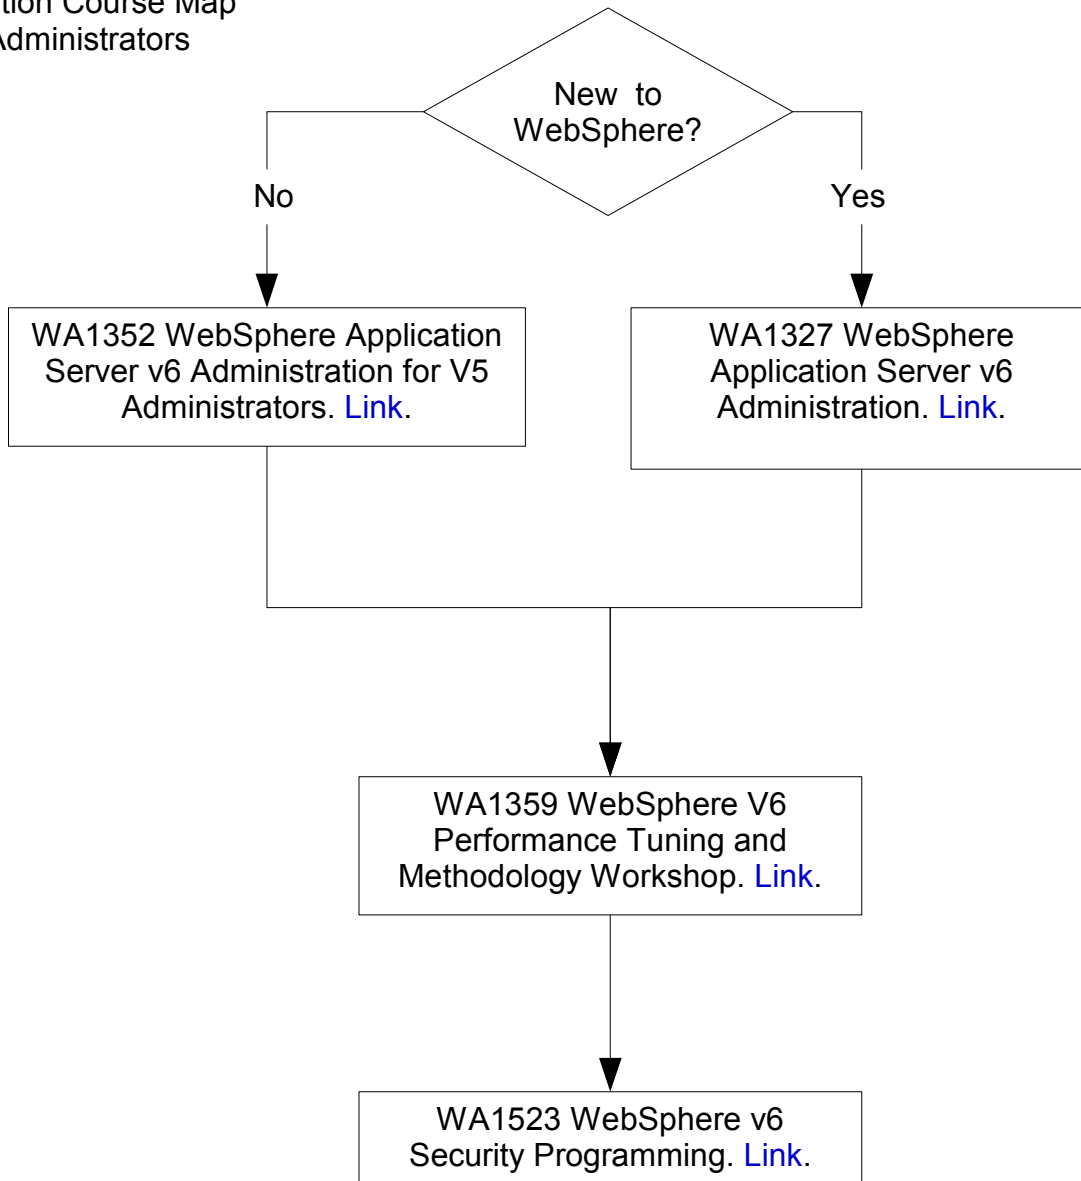 tion Course Map
Administrators
New to
WebSphere?
No
Yes
WA1352 WebSphere Application
Server v6 Administration for V5
Administrators. Link.
WA1327 WebSphere
Application Server v6
Administration. Link.
WA1359 WebSphere V6
Performance Tuning and
Methodology Workshop. Link.
WA1523 WebSphere v6
Security Programming. Link.